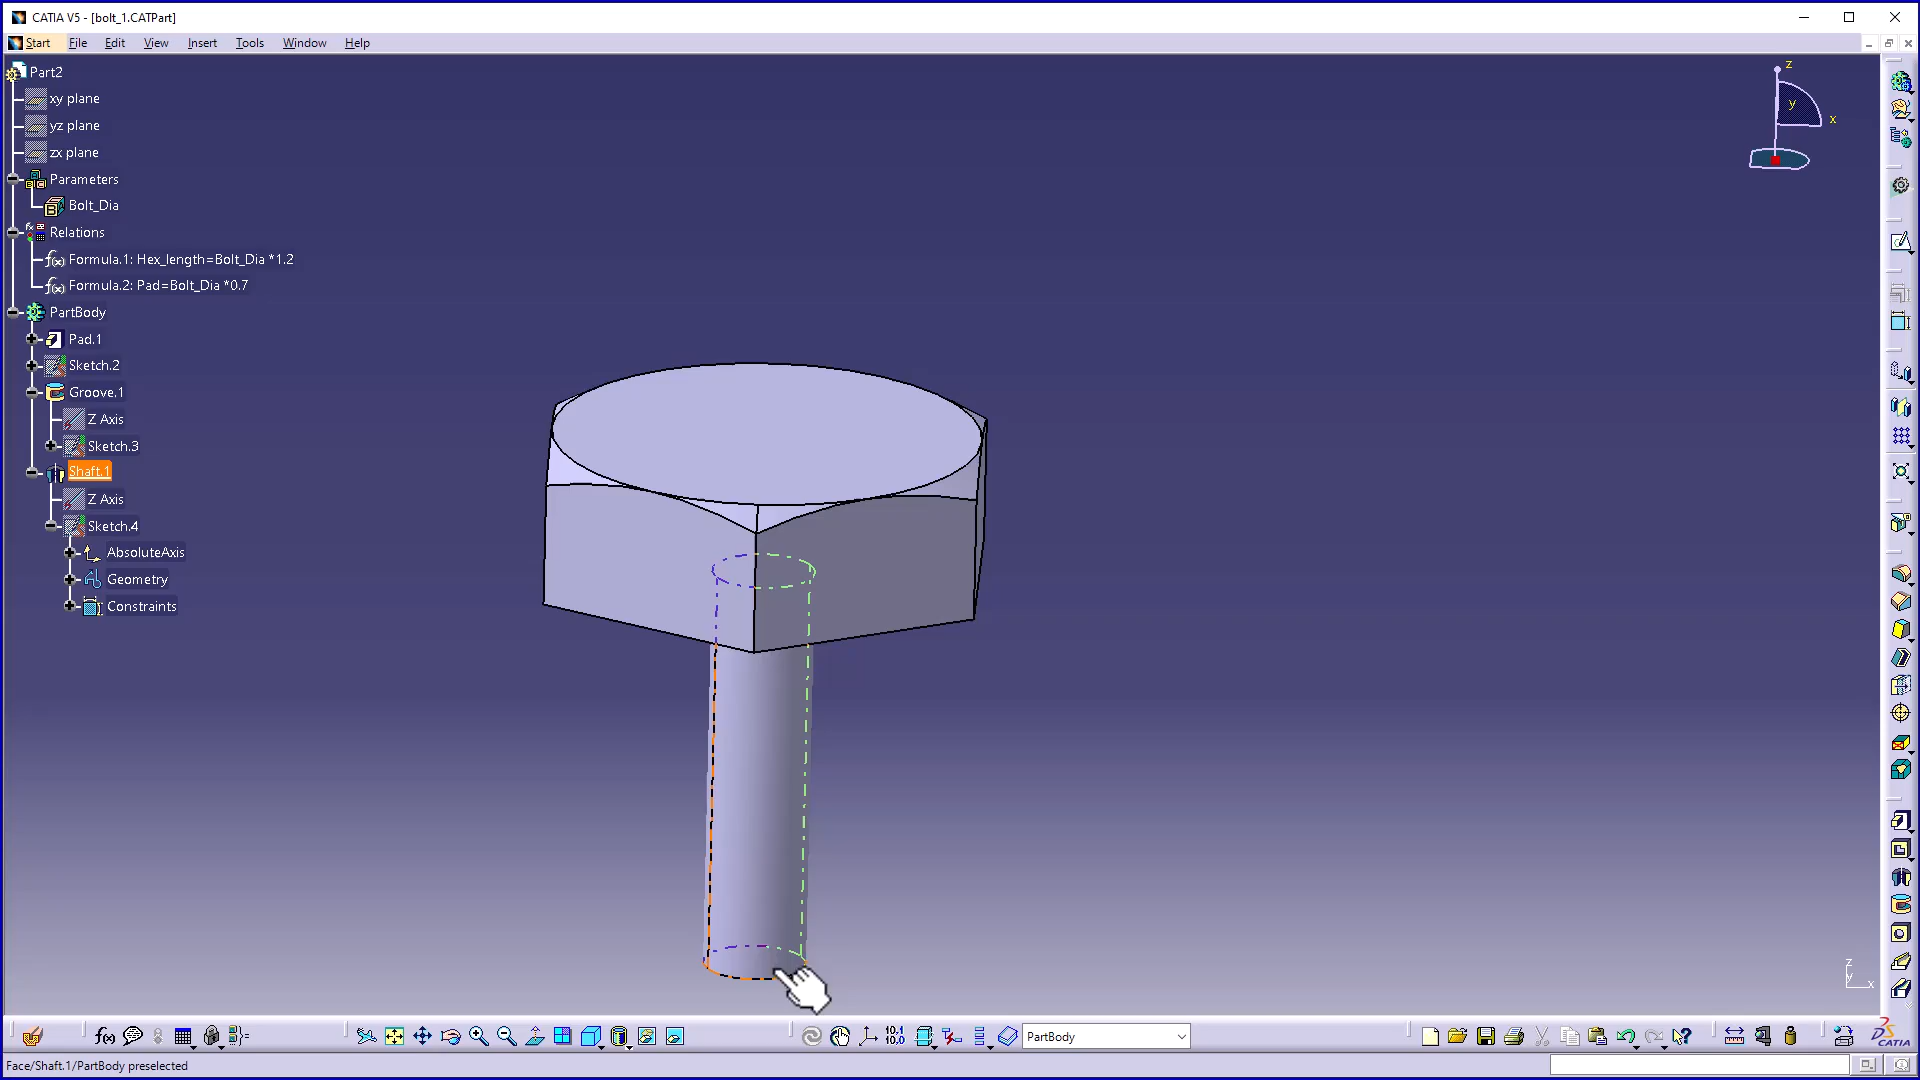 CATIA V5 - [bolt_1.CATPart]
Start File Edit View Insert Tools Window Help
Part2
xy plane
yz plane
zx plane
Parameters
Bolt_Dia
Relations
Formula.1: Hex_length=Bolt_Dia *1.2
Formula.2: Pad=Bolt_Dia *0.7
PartBody
Pad.1
Sketch.2
Groove.1
Z Axis
Sketch.3
Shaft.1
Z Axis
Sketch.4
AbsoluteAxis
Geometry
Constraints
z
y
x
z
y
x
PartBody
CATIA
Face/Shaft.1/PartBody preselected